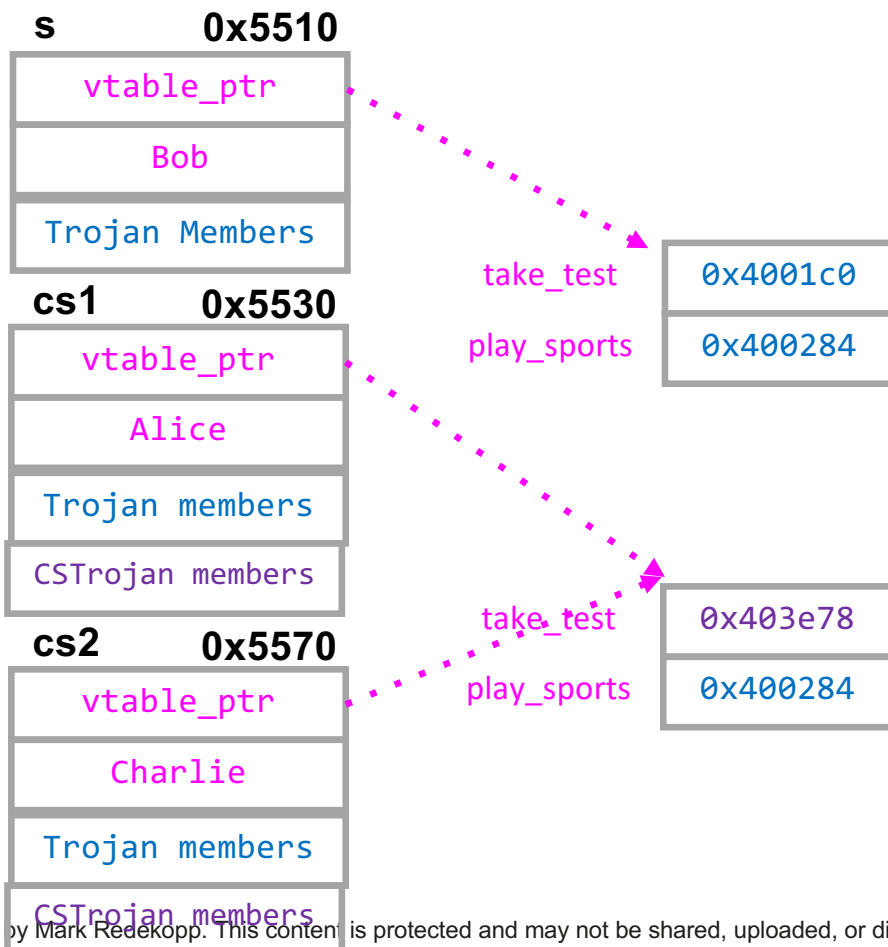 s 0x5510
vtable_ptr
Bob
Trojan Members
take_test 0x4001c0
play_sports 0x400284
cs1 0x5530
vtable_ptr
Alice
Trojan members
CSTrojan members
take_test 0x403e78
play_sports 0x400284
cs2 0x5570
vtable_ptr
Charlie
Trojan members
CSTrojan members
by Mark Redekopp. This content is protected and may not be shared, uploaded, or di